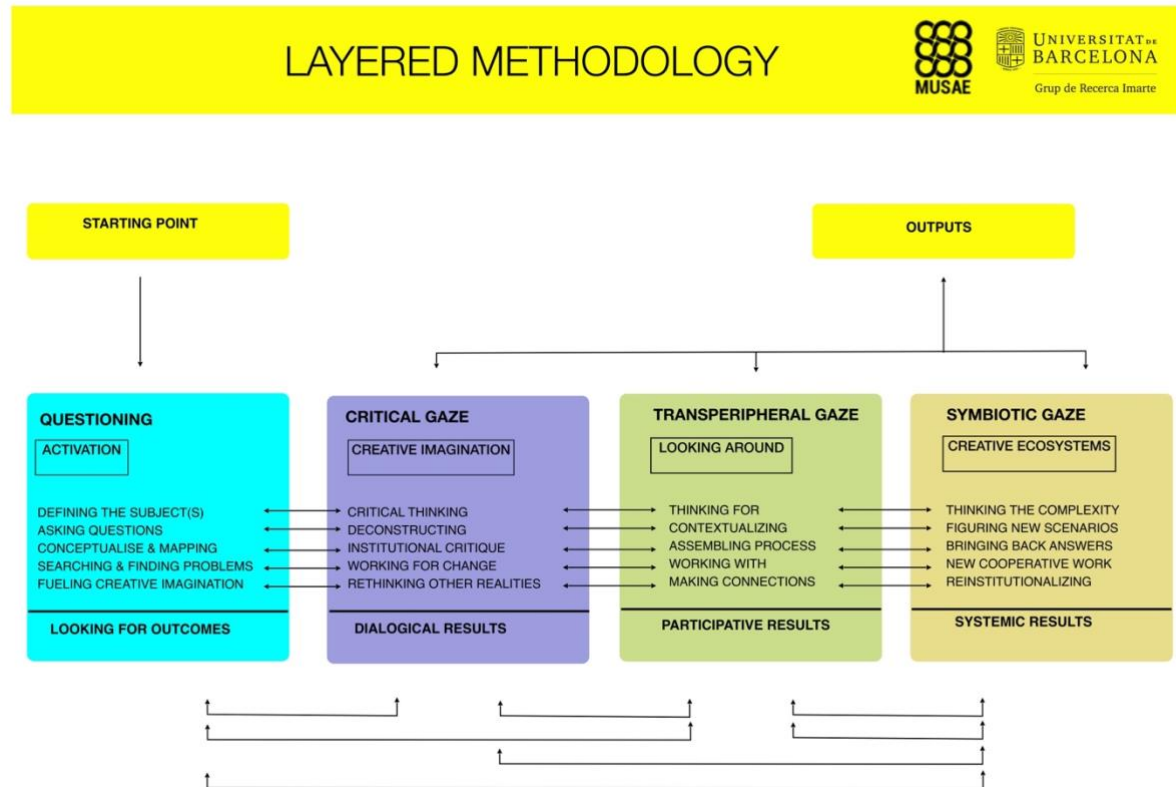 LAYERED METHODOLOGY
MUSAE
UNIVERSITAT DE
BARCELONA
Grup de Recerca Imarte
STARTING POINT
OUTPUTS
QUESTIONING
ACTIVATION
DEFINING THE SUBJECT(S)
ASKING QUESTIONS
CONCEPTUALISE & MAPPING
SEARCHING & FINDING PROBLEMS
FUELING CREATIVE IMAGINATION
LOOKING FOR OUTCOMES
CRITICAL GAZE
CREATIVE IMAGINATION
CRITICAL THINKING
DECONSTRUCTING
INSTITUTIONAL CRITIQUE
WORKING FOR CHANGE
RETHINKING OTHER REALITIES
DIALOGICAL RESULTS
TRANSPERIPHERAL GAZE
LOOKING AROUND
THINKING FOR
CONTEXTUALIZING
ASSEMBLING PROCESS
WORKING WITH
MAKING CONNECTIONS
PARTICIPATIVE RESULTS
SYMBIOTIC GAZE
CREATIVE ECOSYSTEMS
THINKING THE COMPLEXITY
FIGURING NEW SCENARIOS
BRINGING BACK ANSWERS
NEW COOPERATIVE WORK
REINSTITUTIONALIZING
SYSTEMIC RESULTS